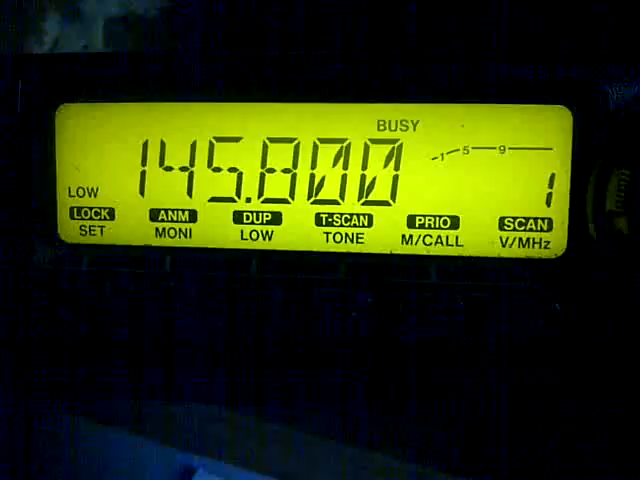 BUSY
145.800
1 5 9
LOW
1
LOCK ANM DUP T-SCAN PRIO SCAN
SET MONI LOW TONE M/CALL V/MHz